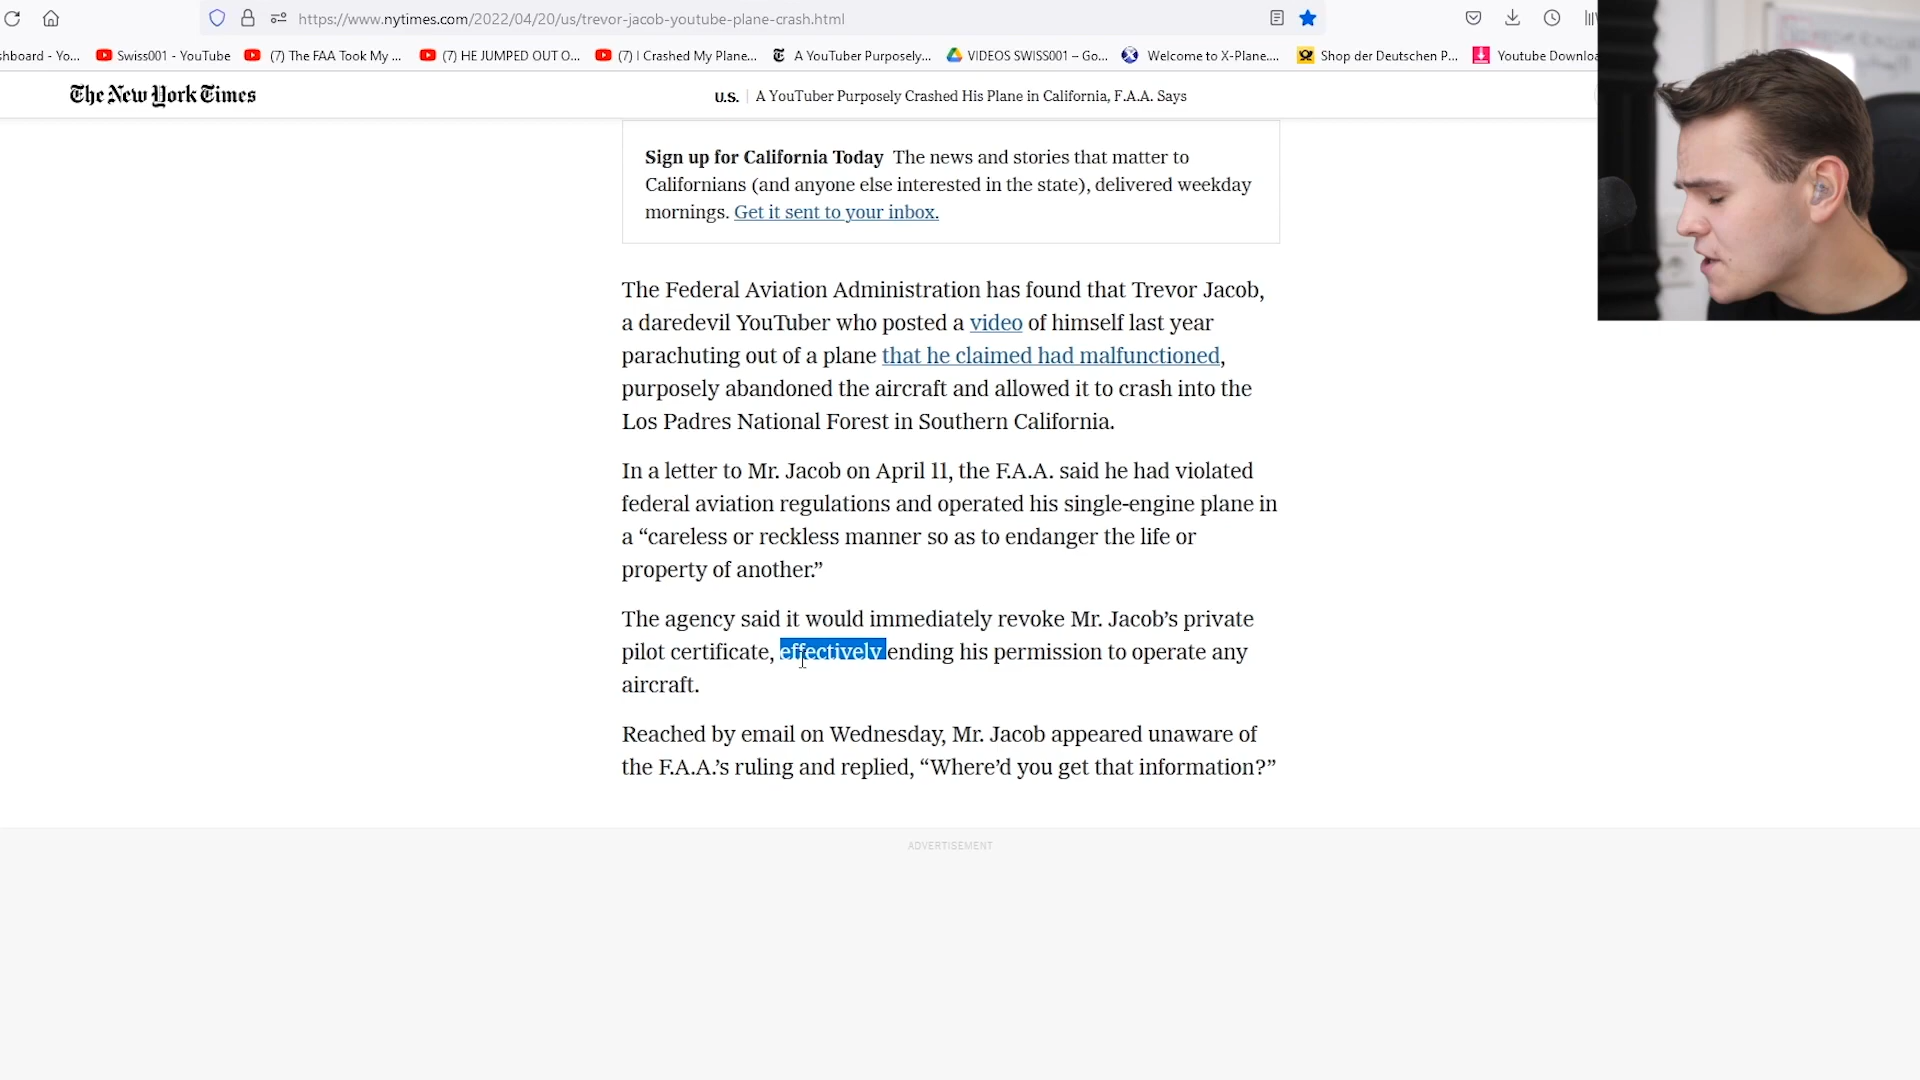 https://www.nytimes.com/2022/04/20/us/trevor-jacob-youtube-plane-crash.html
shboard - Yo... Swiss001 - YouTube (7) The FAA Took My ... (7) HE JUMPED OUT O... (7) I Crashed My Plane... A YouTuber Purposely... VIDEOS SWISS001 – Go... Welcome to X-Plane.... Shop der Deutschen P... Youtube Downloa
The New York Times
U.S. | A YouTuber Purposely Crashed His Plane in California, F.A.A. Says
Sign up for California Today The news and stories that matter to
Californians (and anyone else interested in the state), delivered weekday
mornings. Get it sent to your inbox.
The Federal Aviation Administration has found that Trevor Jacob,
a daredevil YouTuber who posted a video of himself last year
parachuting out of a plane that he claimed had malfunctioned,
purposely abandoned the aircraft and allowed it to crash into the
Los Padres National Forest in Southern California.
In a letter to Mr. Jacob on April 11, the F.A.A. said he had violated
federal aviation regulations and operated his single-engine plane in
a “careless or reckless manner so as to endanger the life or
property of another.”
The agency said it would immediately revoke Mr. Jacob’s private
pilot certificate, effectively ending his permission to operate any
aircraft.
Reached by email on Wednesday, Mr. Jacob appeared unaware of
the F.A.A.’s ruling and replied, “Where’d you get that information?”
ADVERTISEMENT